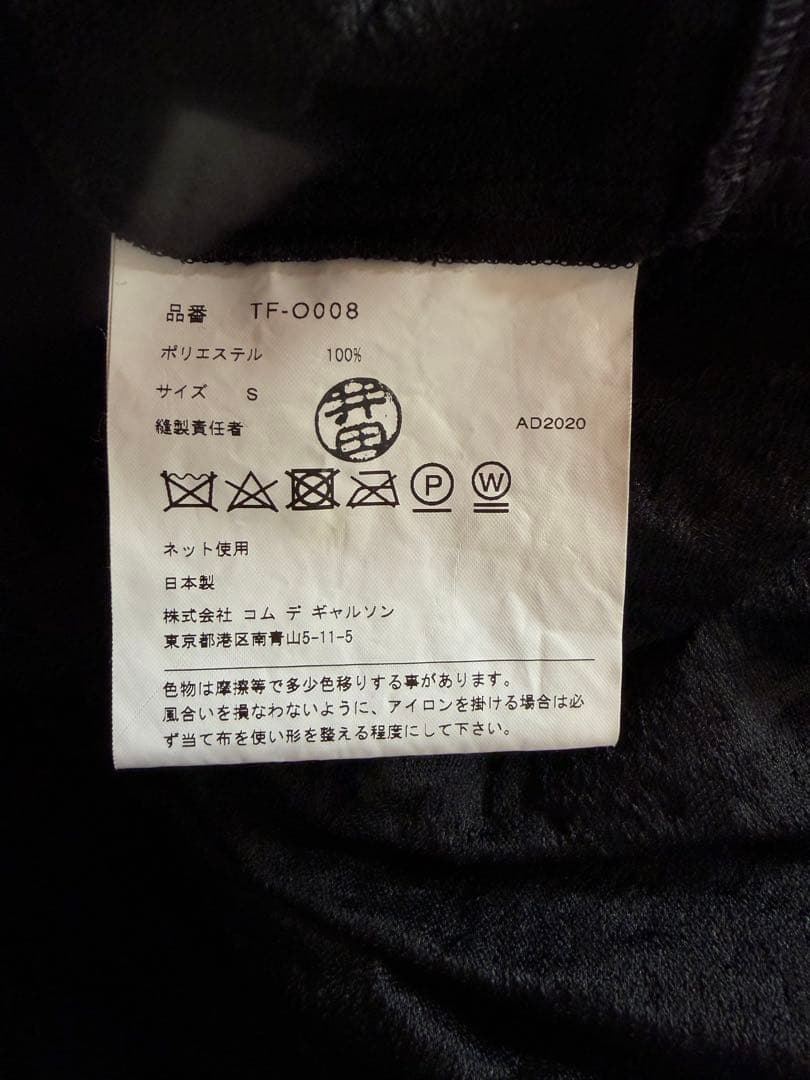 品番 TF-O008
ポリエステル 100%
サイズ S
縫製責任者 井田 AD2020
P W
ネット使用
日本製
株式会社 コム デ ギャルソン
東京都港区南青山5-11-5
色物は摩擦等で多少色移りする事があります。
風合いを損なわないように、アイロンを掛ける場合は必
ず当て布を使い形を整える程度にして下さい。